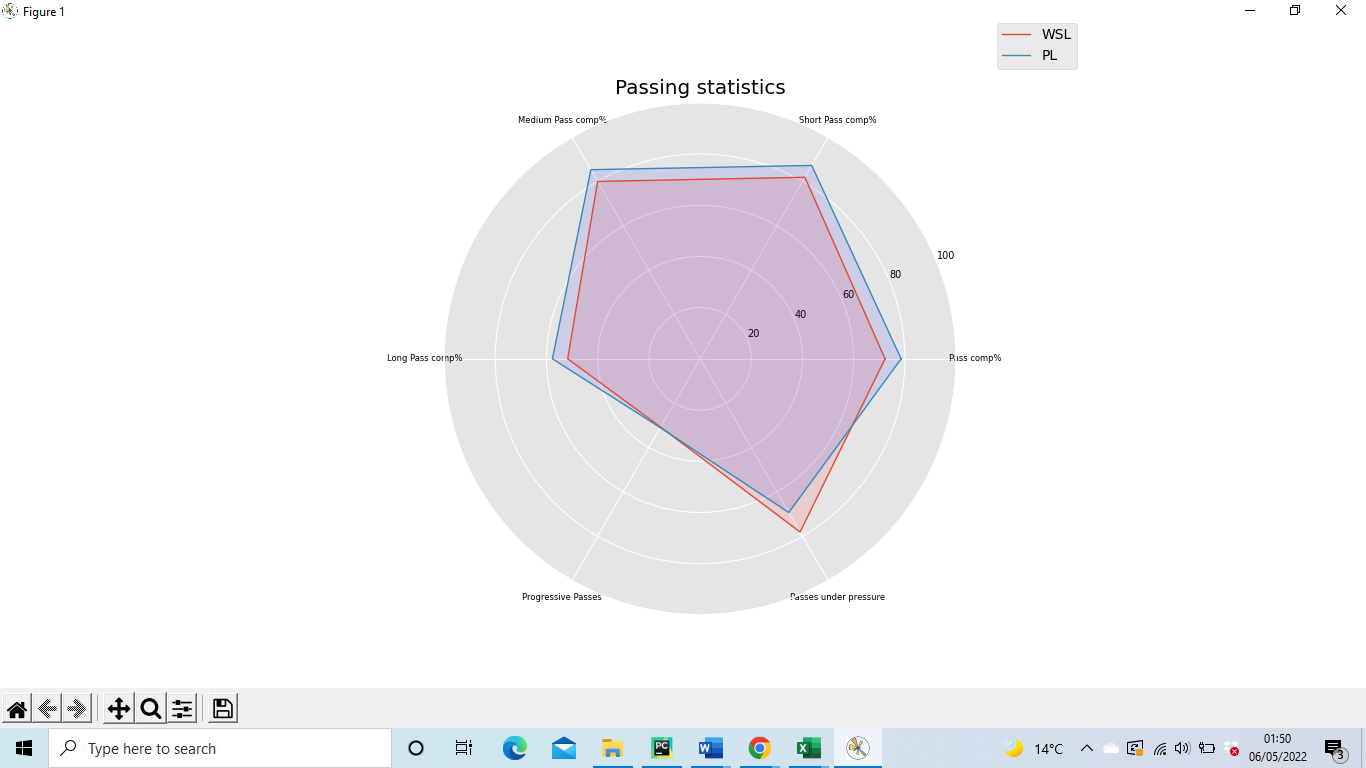 Figure 1
WSL
PL
Passing statistics
Medium Pass comp%
Short Pass comp%
100
80
60
40
20
Long Pass comp%
Pass comp%
Progressive Passes
Passes under pressure
Type here to search
PC
W
X
14°C
01:50
06/05/2022
3